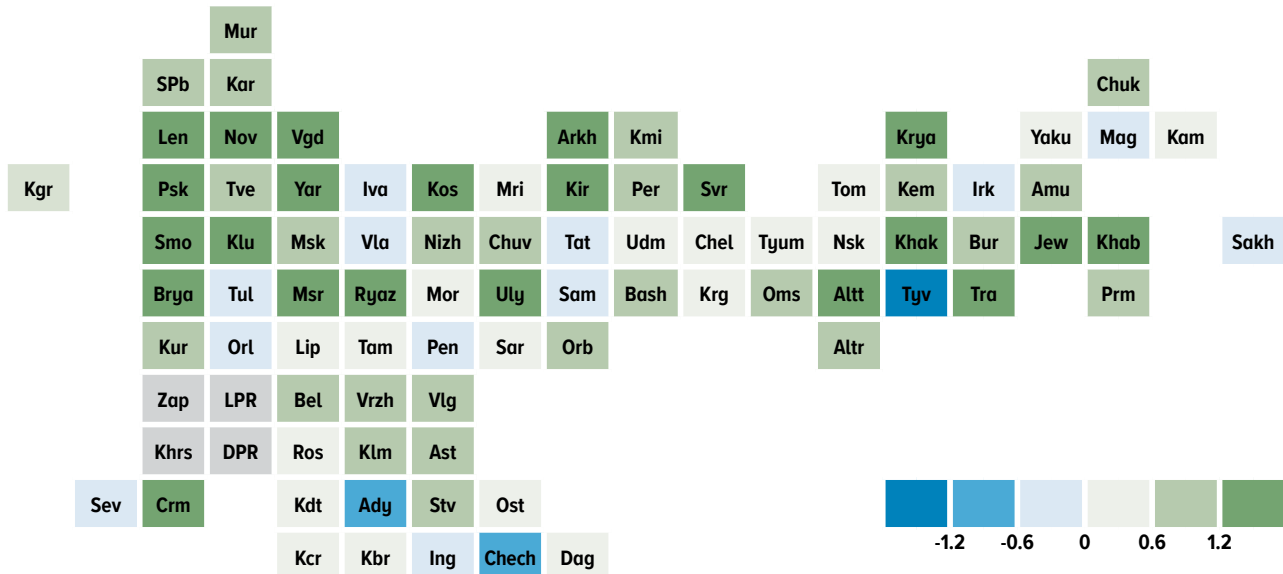 Mur
SPb Kar Chuk
Len Nov Vgd Arkh Kmi Krya Yaku Mag Kam
Kgr Psk Tve Yar Iva Kos Mri Kir Per Svr Tom Kem Irk Amu
Smo Klu Msk Vla Nizh Chuv Tat Udm Chel Tyum Nsk Khak Bur Jew Khab Sakh
Brya Tul Msr Ryaz Mor Uly Sam Bash Krg Oms Altt Tyv Tra Prm
Kur Orl Lip Tam Pen Sar Orb Altr
Zap LPR Bel Vrzh Vlg
Khrs DPR Ros Klm Ast
Sev Crm Kdt Ady Stv Ost
Kcr Kbr Ing Chech Dag
-1.2 -0.6 0 0.6 1.2